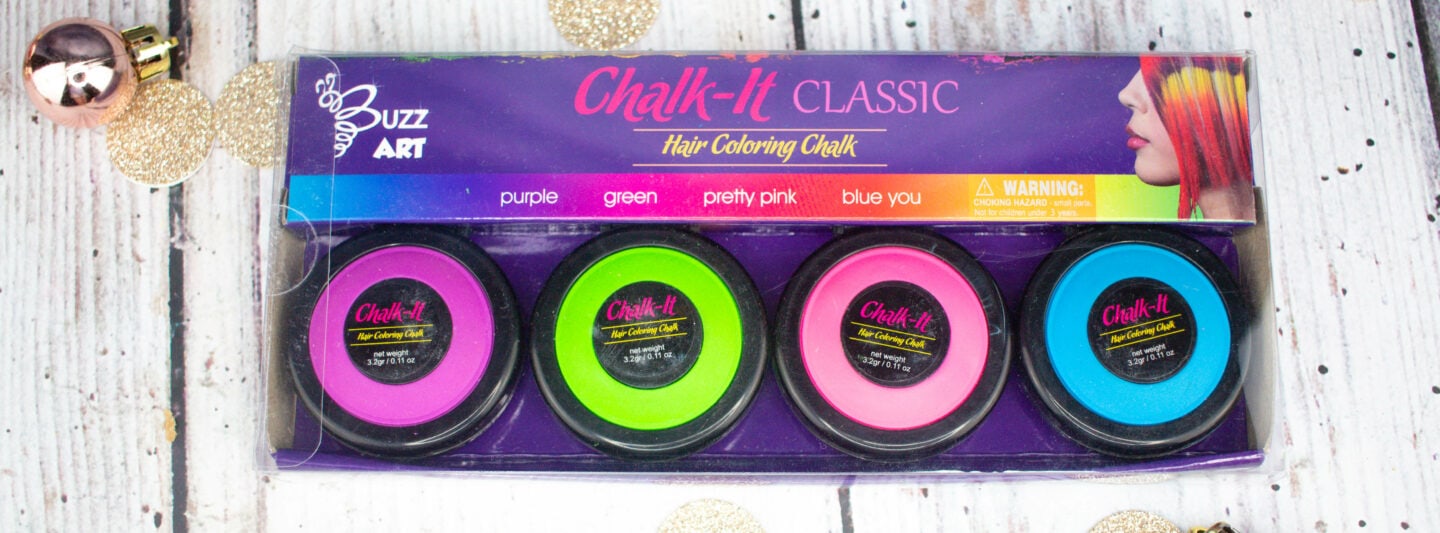 BUZZ
ART
Chalk-It CLASSIC
Hair Coloring Chalk
purple green pretty pink blue you
WARNING:
CHOKING HAZARD - small parts.
Not for children under 3 years.
Chalk-It
Hair Coloring Chalk
net weight
3.2gr / 0.11 oz
Chalk-It
Hair Coloring Chalk
net weight
3.2gr / 0.11 oz
Chalk-It
Hair Coloring Chalk
net weight
3.2gr / 0.11 oz
Chalk-It
Hair Coloring Chalk
net weight
3.2gr / 0.11 oz